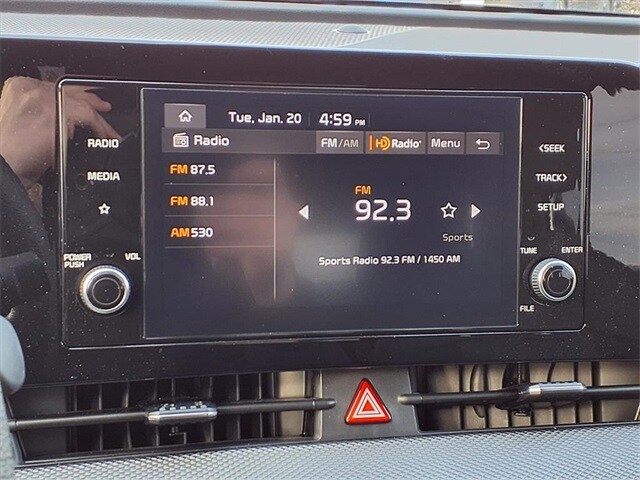 Tue, Jan. 20 4:59 PM
Radio FM/AM HD Radio Menu
RADIO
MEDIA
POWER PUSH VOL
FM 87.5
FM 88.1
AM 530
FM
92.3
Sports
Sports Radio 92.3 FM / 1450 AM
<SEEK
TRACK>
SETUP
TUNE ENTER
FILE